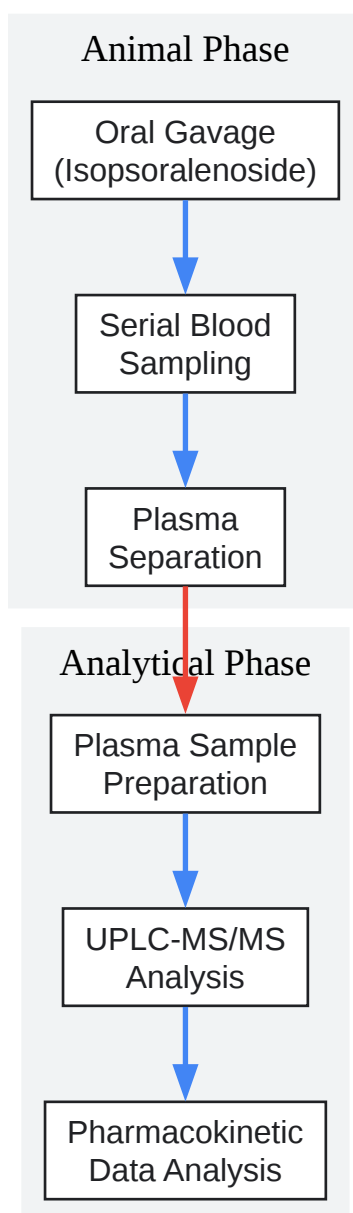 Animal Phase
Oral Gavage
(Isopsoralenoside)
Serial Blood
Sampling
Plasma
Separation
Analytical Phase
Plasma Sample
Preparation
UPLC-MS/MS
Analysis
Pharmacokinetic
Data Analysis